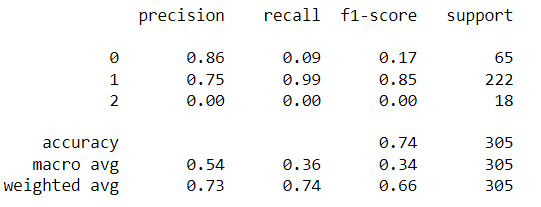 precision recall f1-score support
0 0.86 0.09 0.17 65
1 0.75 0.99 0.85 222
2 0.00 0.00 0.00 18
accuracy 0.74 305
macro avg 0.54 0.36 0.34 305
weighted avg 0.73 0.74 0.66 305